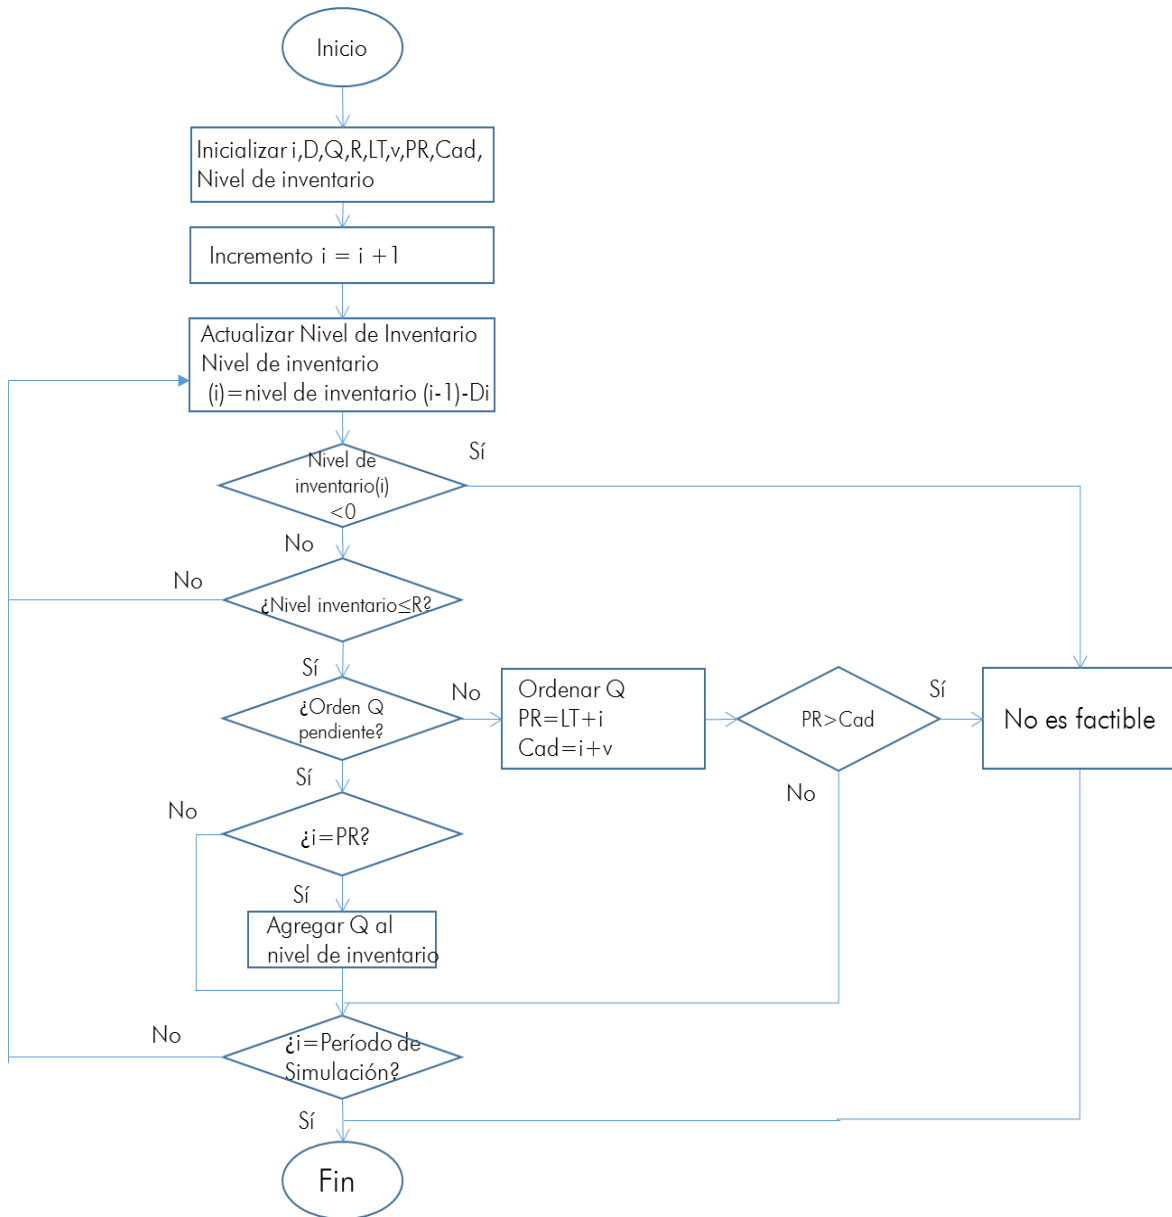 Inicio
Inicializar i,D,Q,R,LT,v,PR,Cad,
Nivel de inventario
Incremento i = i +1
Actualizar Nivel de Inventario
Nivel de inventario
(i)=nivel de inventario (i-1)-Di
Nivel de
inventario(i)
<0
Sí
No
¿Nivel inventario≤R?
No
Sí
¿Orden Q
pendiente?
No
Ordenar Q
PR=LT+i
Cad=i+v
PR>Cad
Sí
No es factible
No
Sí
¿i=PR?
No
Sí
Agregar Q al
nivel de inventario
¿i=Período de
Simulación?
No
Sí
Fin